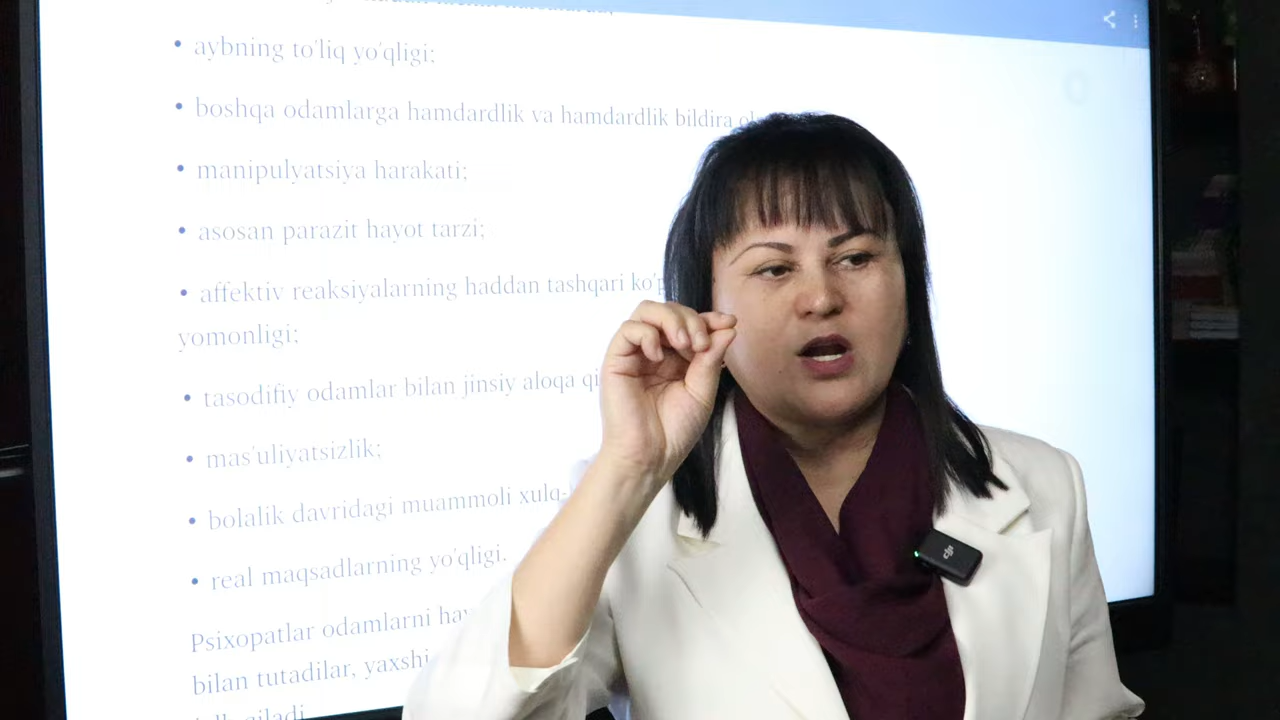 • aybning to'liq yo'qligi;
• boshqa odamlarga hamdardlik va hamdardlik bildira
• manipulyatsiya harakati;
• asosan parazit hayot tarzi;
• affektiv reaksiyalarning haddan tashqari
yomonligi;
• tasodifiy odamlar bilan jinsiy aloqa
• mas'uliyatsizlik;
• bolalik davridagi muammoli xulq-
• real maqsadlarning yo'qligi.
Psixopatlar odamlarni
bilan tutadilar, yaxshi
dji